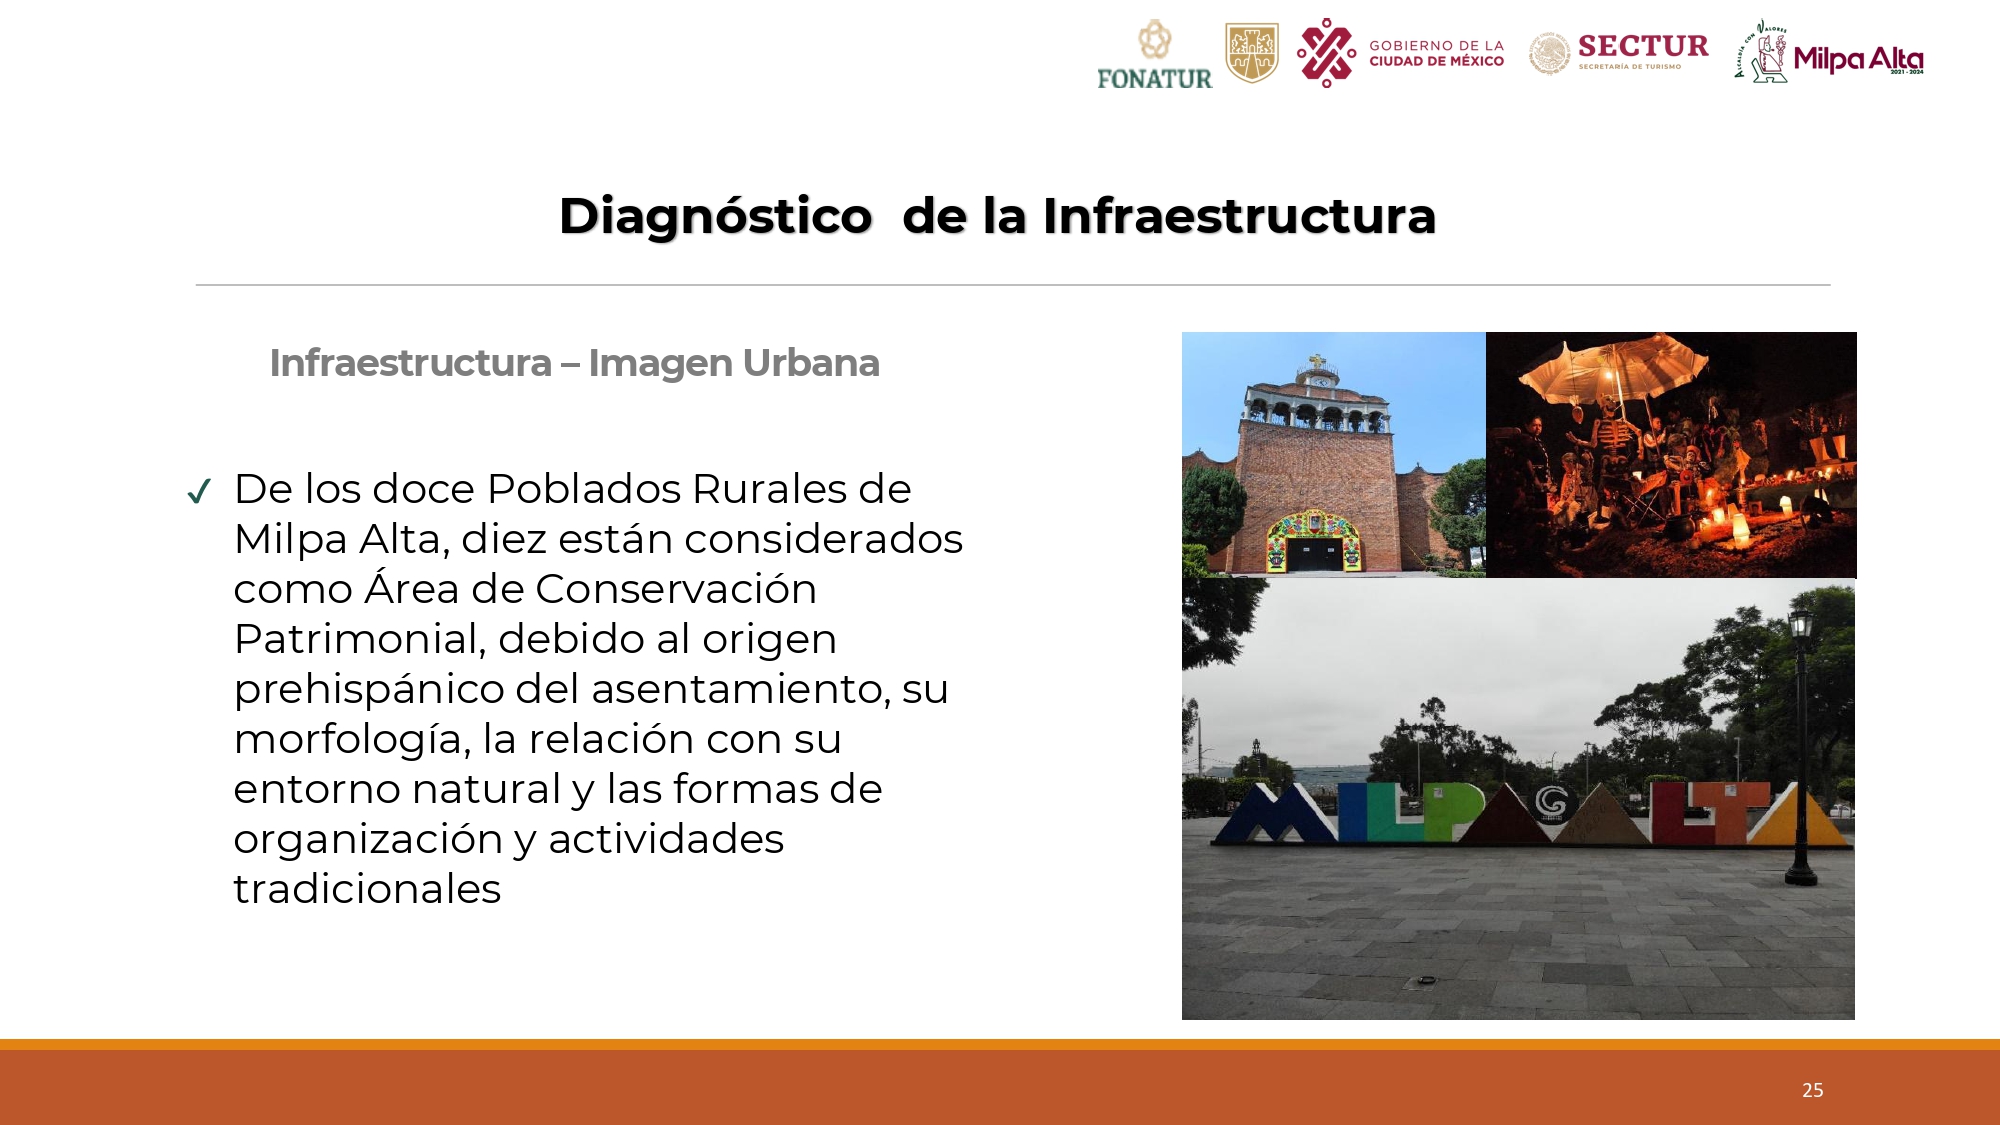 FONATUR
GOBIERNO DE LA
CIUDAD DE MÉXICO
SECTUR
SECRETARÍA DE TURISMO
ALCALDÍA CON VALORES
Milpa Alta
2021 - 2024
Diagnóstico  de la Infraestructura
Infraestructura – Imagen Urbana
✓ De los doce Poblados Rurales de
Milpa Alta, diez están considerados
como Área de Conservación
Patrimonial, debido al origen
prehispánico del asentamiento, su
morfología, la relación con su
entorno natural y las formas de
organización y actividades
tradicionales
MILPA ALTA
25